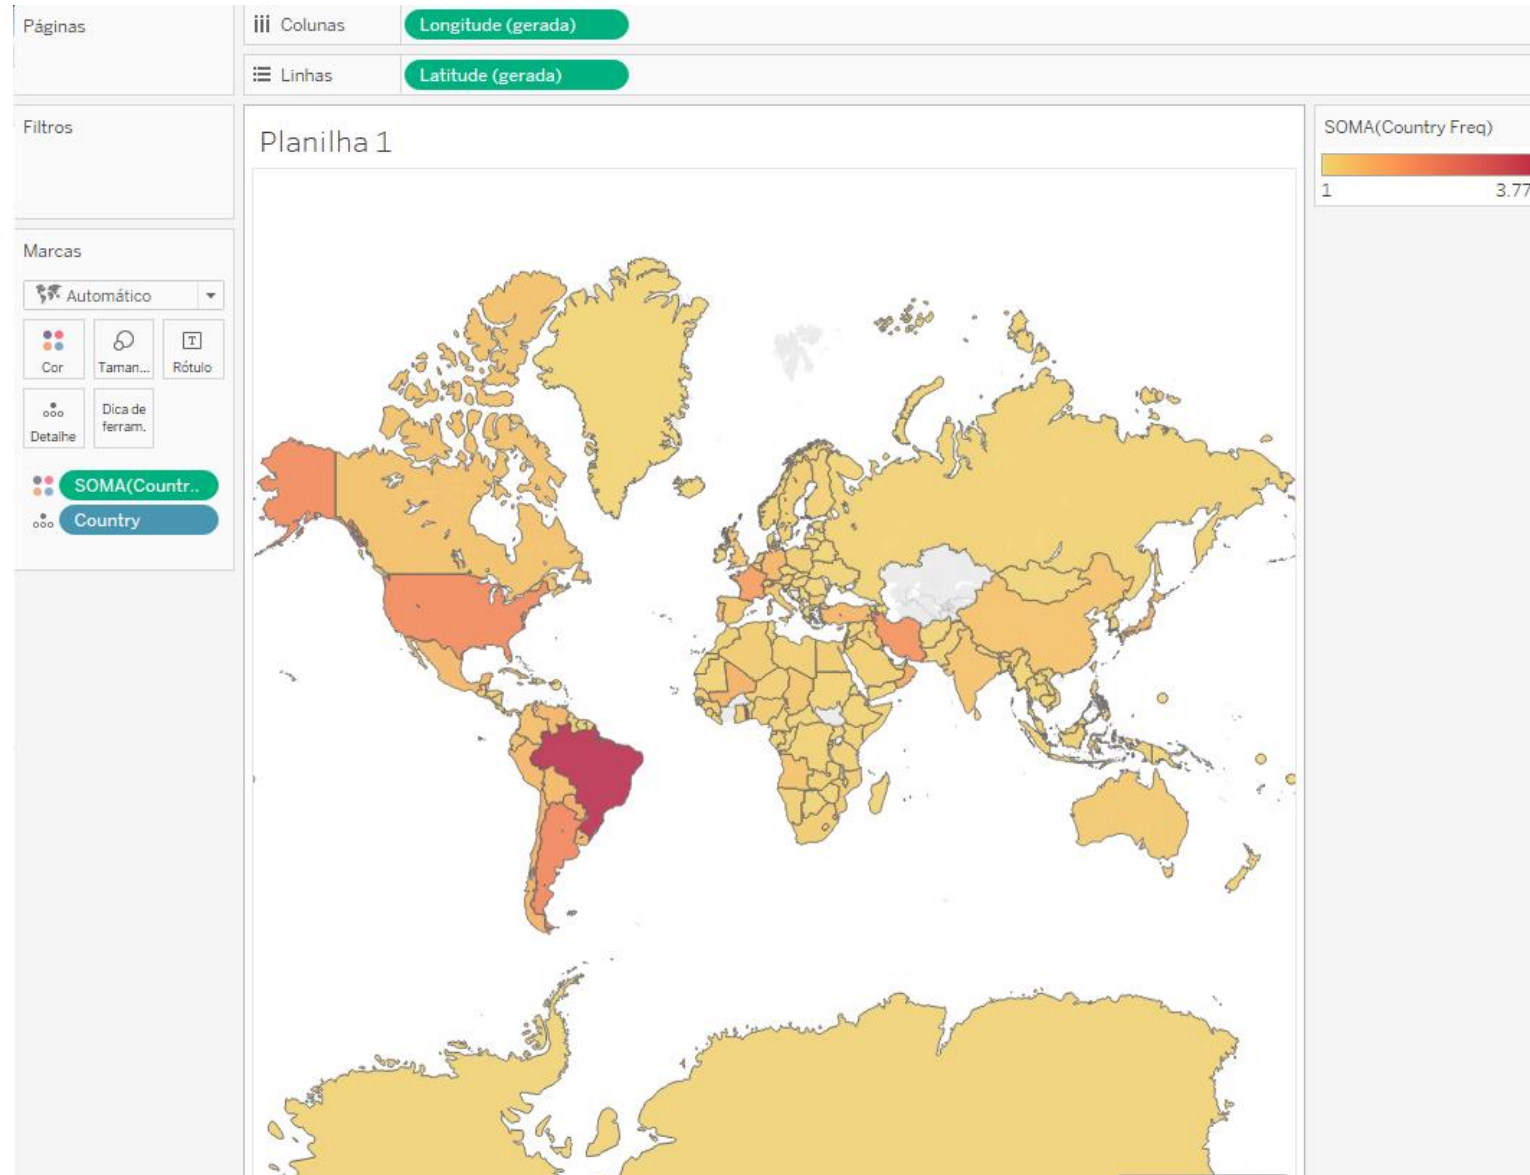 Páginas
Colunas
Longitude (gerada)
Linhas
Latitude (gerada)
Filtros
Planilha 1
SOMA(Country Freq)
1
3.77
Marcas
Automático
Cor
Taman...
Rótulo
Detalhe
Dica de
ferram.
SOMA(Countr..
Country